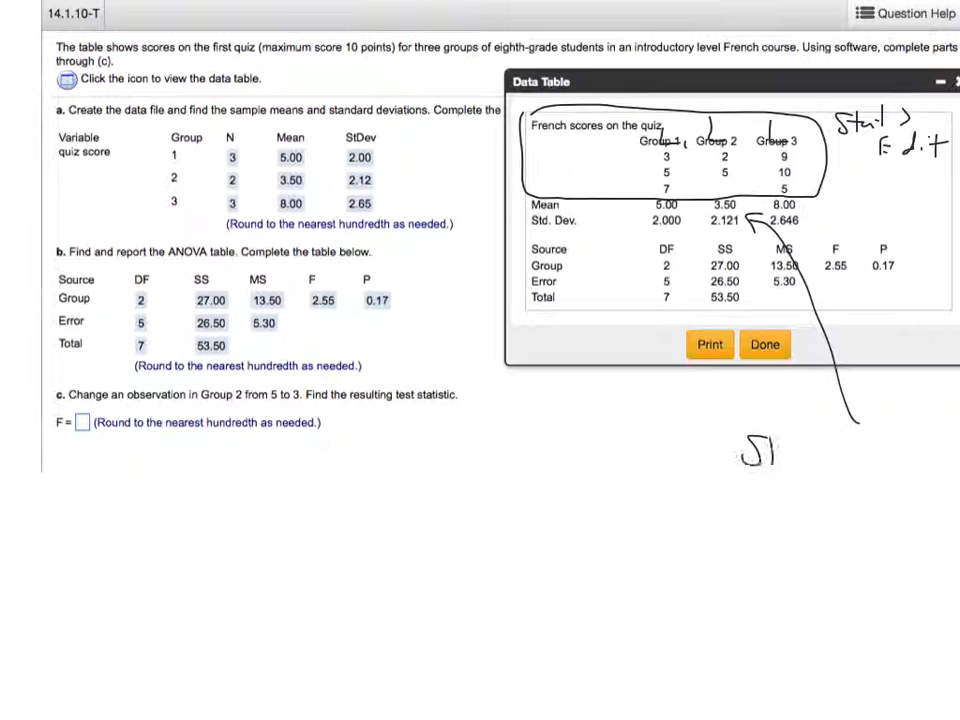 14.1.10-T
Question Help
The table shows scores on the first quiz (maximum score 10 points) for three groups of eighth-grade students in an introductory level French course. Using software, complete parts
through (c).
Click the icon to view the data table.
a. Create the data file and find the sample means and standard deviations. Complete the
Variable Group N Mean StDev
quiz score 1 3 5.00 2.00
2 2 3.50 2.12
3 3 8.00 2.65
(Round to the nearest hundredth as needed.)
b. Find and report the ANOVA table. Complete the table below.
Source DF SS MS F P
Group 2 27.00 13.50 2.55 0.17
Error 5 26.50 5.30
Total 7 53.50
(Round to the nearest hundredth as needed.)
c. Change an observation in Group 2 from 5 to 3. Find the resulting test statistic.
F = (Round to the nearest hundredth as needed.)
Data Table
French scores on the quiz
Group 1 Group 2 Group 3
3 2 9
5 5 10
7 5
Mean 5.00 3.50 8.00
Std. Dev. 2.000 2.121 2.646
Source DF SS MS F P
Group 2 27.00 13.50 2.55 0.17
Error 5 26.50 5.30
Total 7 53.50
Print Done
Edit